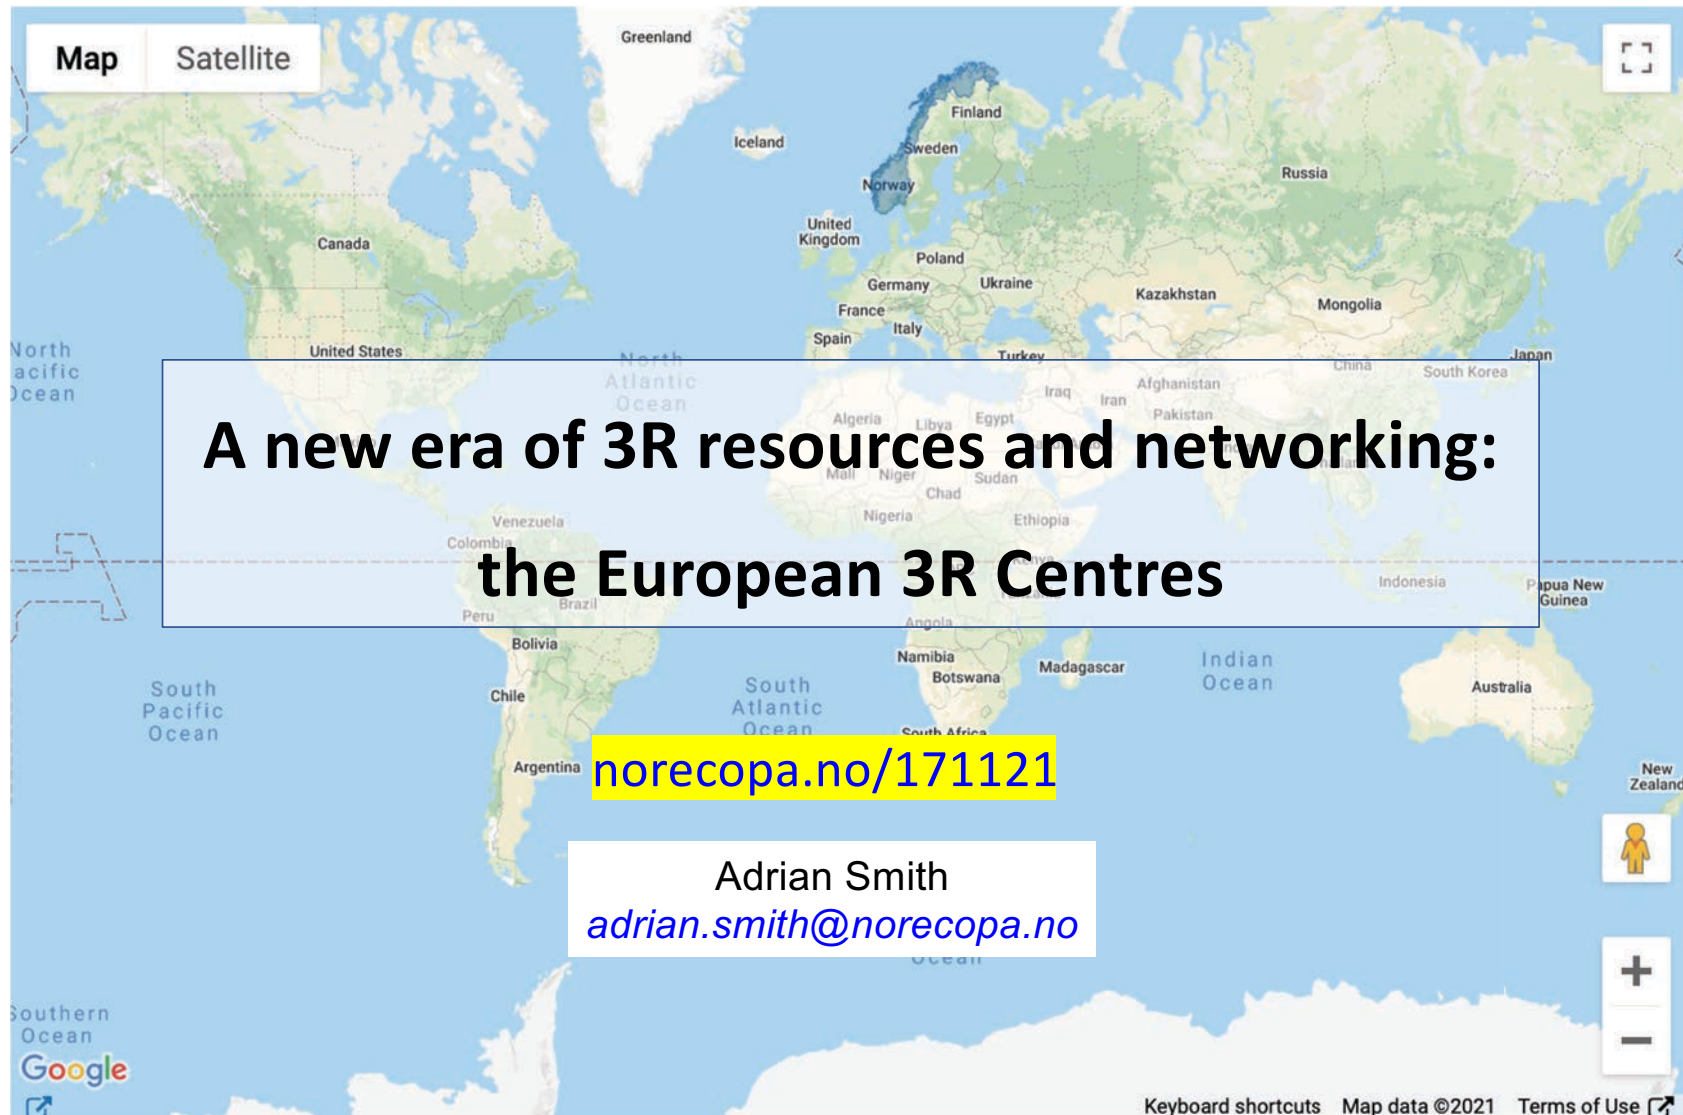 Map
Satellite
Greenland
Iceland
Finland
Sweden
Norway
Russia
Canada
United
Kingdom
Poland
Germany
Ukraine
Kazakhstan
Mongolia
France
Italy
Spain
United States
North
Atlantic
Ocean
North
acific
Ocean
Turkey
China
Japan
South Korea
Iraq
Iran
Afghanistan
Pakistan
Algeria
Libya
Egypt
A new era of 3R resources and networking:
Mali
Niger
Chad
Sudan
Nigeria
Ethiopia
Venezuela
Colombia
Kenya
the European 3R Centres
Indonesia
Papua New
Guinea
Brazil
Peru
Angola
Bolivia
Namibia
Botswana
Madagascar
Indian
Ocean
Australia
South
Pacific
Ocean
Chile
South
Atlantic
Ocean
South Africa
Argentina
norecopa.no/171121
New
Zealand
Adrian Smith
adrian.smith@norecopa.no
Ocean
Southern
Ocean
Google
+
−
Keyboard shortcuts Map data ©2021 Terms of Use